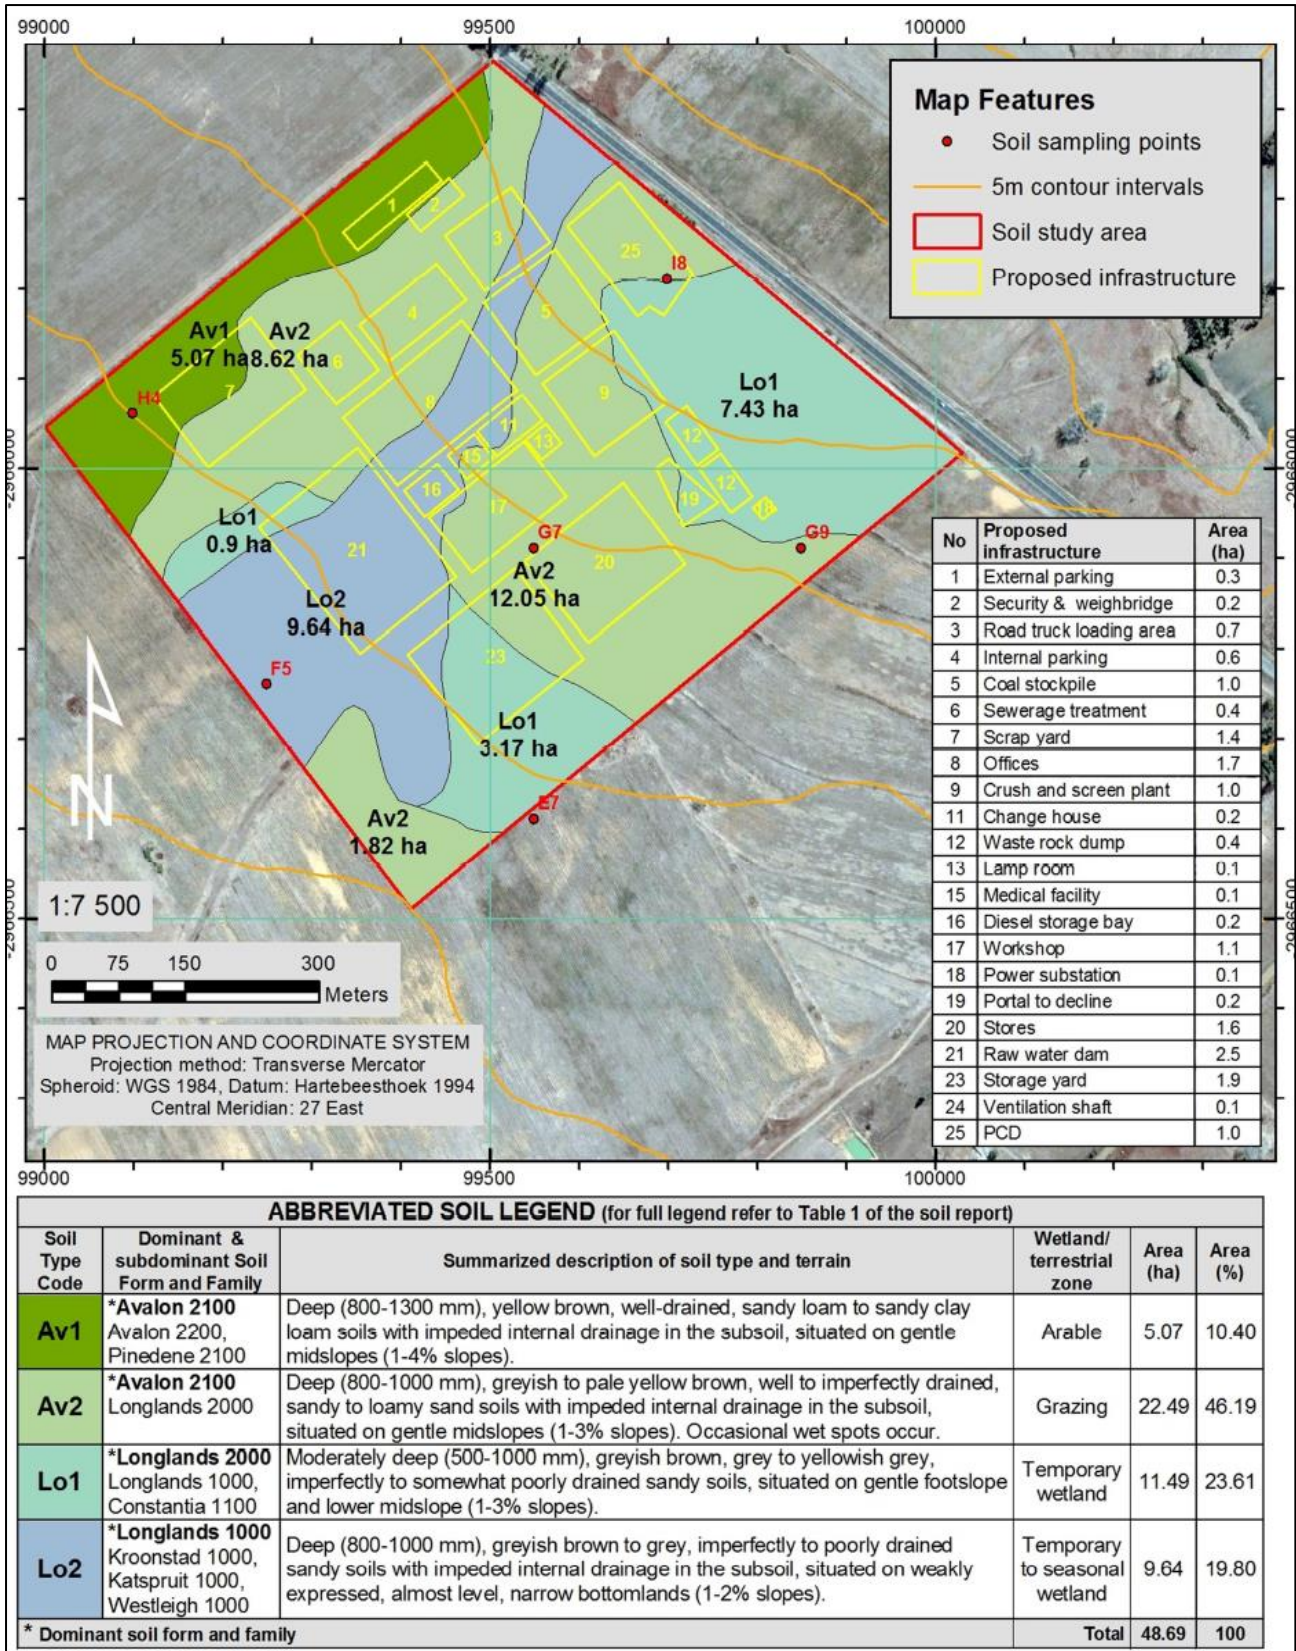 99000 99500 100000
Map Features
Soil sampling points
5m contour intervals
Soil study area
Proposed infrastructure
1
2
3
25
I8
4
5
Av1
5.07 ha
Av2
8.62 ha
6
7
H4
8
9
Lo1
7.43 ha
11
13
12
15
16
12
19
18
17
-2966000
-2966000
Lo1
0.9 ha
21
G7
G9
20
Av2
12.05 ha
Lo2
9.64 ha
F5
23
Lo1
3.17 ha
E7
Av2
1.82 ha
N
No Proposed infrastructure Area (ha)
1 External parking 0.3
2 Security & weighbridge 0.2
3 Road truck loading area 0.7
4 Internal parking 0.6
5 Coal stockpile 1.0
6 Sewerage treatment 0.4
7 Scrap yard 1.4
8 Offices 1.7
9 Crush and screen plant 1.0
11 Change house 0.2
12 Waste rock dump 0.4
13 Lamp room 0.1
15 Medical facility 0.1
16 Diesel storage bay 0.2
17 Workshop 1.1
18 Power substation 0.1
19 Portal to decline 0.2
20 Stores 1.6
21 Raw water dam 2.5
23 Storage yard 1.9
24 Ventilation shaft 0.1
25 PCD 1.0
-2966500
-2966500
1:7 500
0 75 150 300
Meters
MAP PROJECTION AND COORDINATE SYSTEM
Projection method: Transverse Mercator
Spheroid: WGS 1984, Datum: Hartebeesthoek 1994
Central Meridian: 27 East
99000 99500 100000
ABBREVIATED SOIL LEGEND (for full legend refer to Table 1 of the soil report)
Soil Type Code
Dominant & subdominant Soil Form and Family
Summarized description of soil type and terrain
Wetland/ terrestrial zone
Area (ha)
Area (%)
Av1
*Avalon 2100
Avalon 2200,
Pinedene 2100
Deep (800-1300 mm), yellow brown, well-drained, sandy loam to sandy clay
loam soils with impeded internal drainage in the subsoil, situated on gentle
midslopes (1-4% slopes).
Arable
5.07
10.40
Av2
*Avalon 2100
Longlands 2000
Deep (800-1000 mm), greyish to pale yellow brown, well to imperfectly drained,
sandy to loamy sand soils with impeded internal drainage in the subsoil,
situated on gentle midslopes (1-3% slopes). Occasional wet spots occur.
Grazing
22.49
46.19
Lo1
*Longlands 2000
Longlands 1000,
Constantia 1100
Moderately deep (500-1000 mm), greyish brown, grey to yellowish grey,
imperfectly to somewhat poorly drained sandy soils, situated on gentle footslope
and lower midslope (1-3% slopes).
Temporary
wetland
11.49
23.61
Lo2
*Longlands 1000
Kroonstad 1000,
Katspruit 1000,
Westleigh 1000
Deep (800-1000 mm), greyish brown to grey, imperfectly to poorly drained
sandy soils with impeded internal drainage in the subsoil, situated on weakly
expressed, almost level, narrow bottomlands (1-2% slopes).
Temporary
to seasonal
wetland
9.64
19.80
* Dominant soil form and family
Total 48.69 100